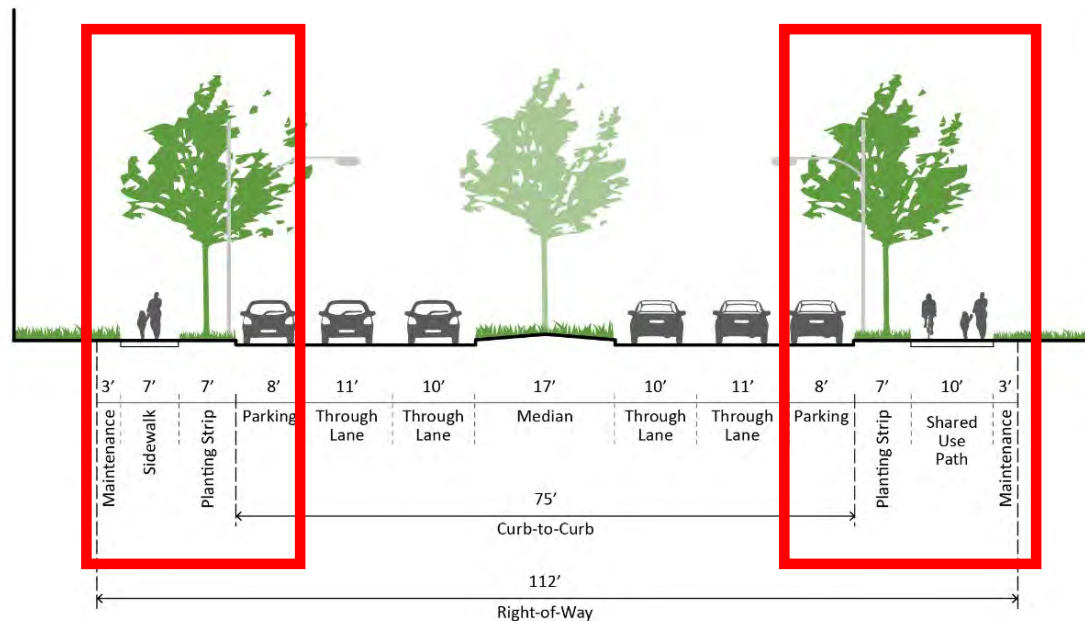 3’ 7’ 7’ 8’ 11’ 10’ 17’ 10’ 11’ 8’ 7’ 10’ 3’
Maintenance
Sidewalk
Planting Strip
Parking
Through
Lane
Through
Lane
Median
Through
Lane
Through
Lane
Parking
Planting Strip
Shared
Use
Path
Maintenance
75’
Curb-to-Curb
112’
Right-of-Way